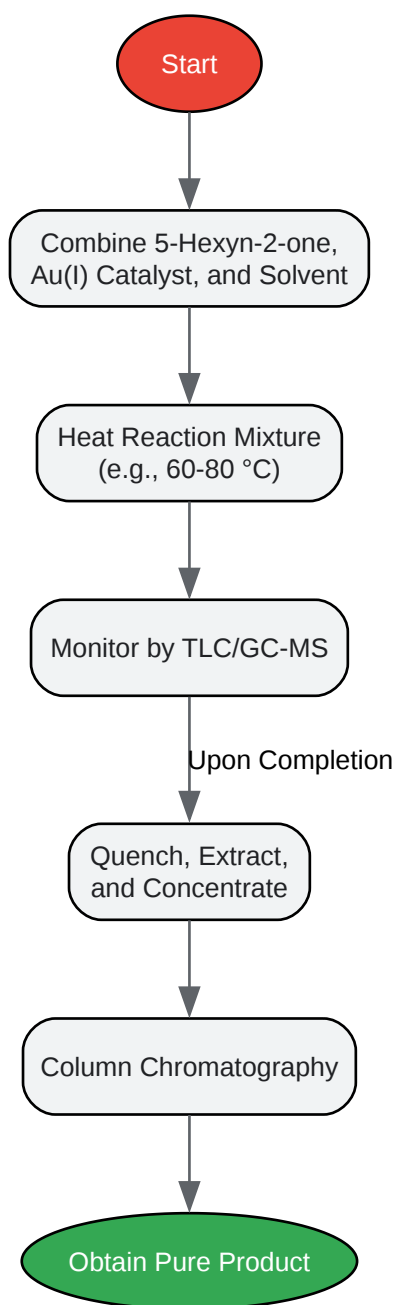 Start
Combine 5-Hexyn-2-one,
Au(I) Catalyst, and Solvent
Heat Reaction Mixture
(e.g., 60-80 °C)
Monitor by TLC/GC-MS
Upon Completion
Quench, Extract,
and Concentrate
Column Chromatography
Obtain Pure Product